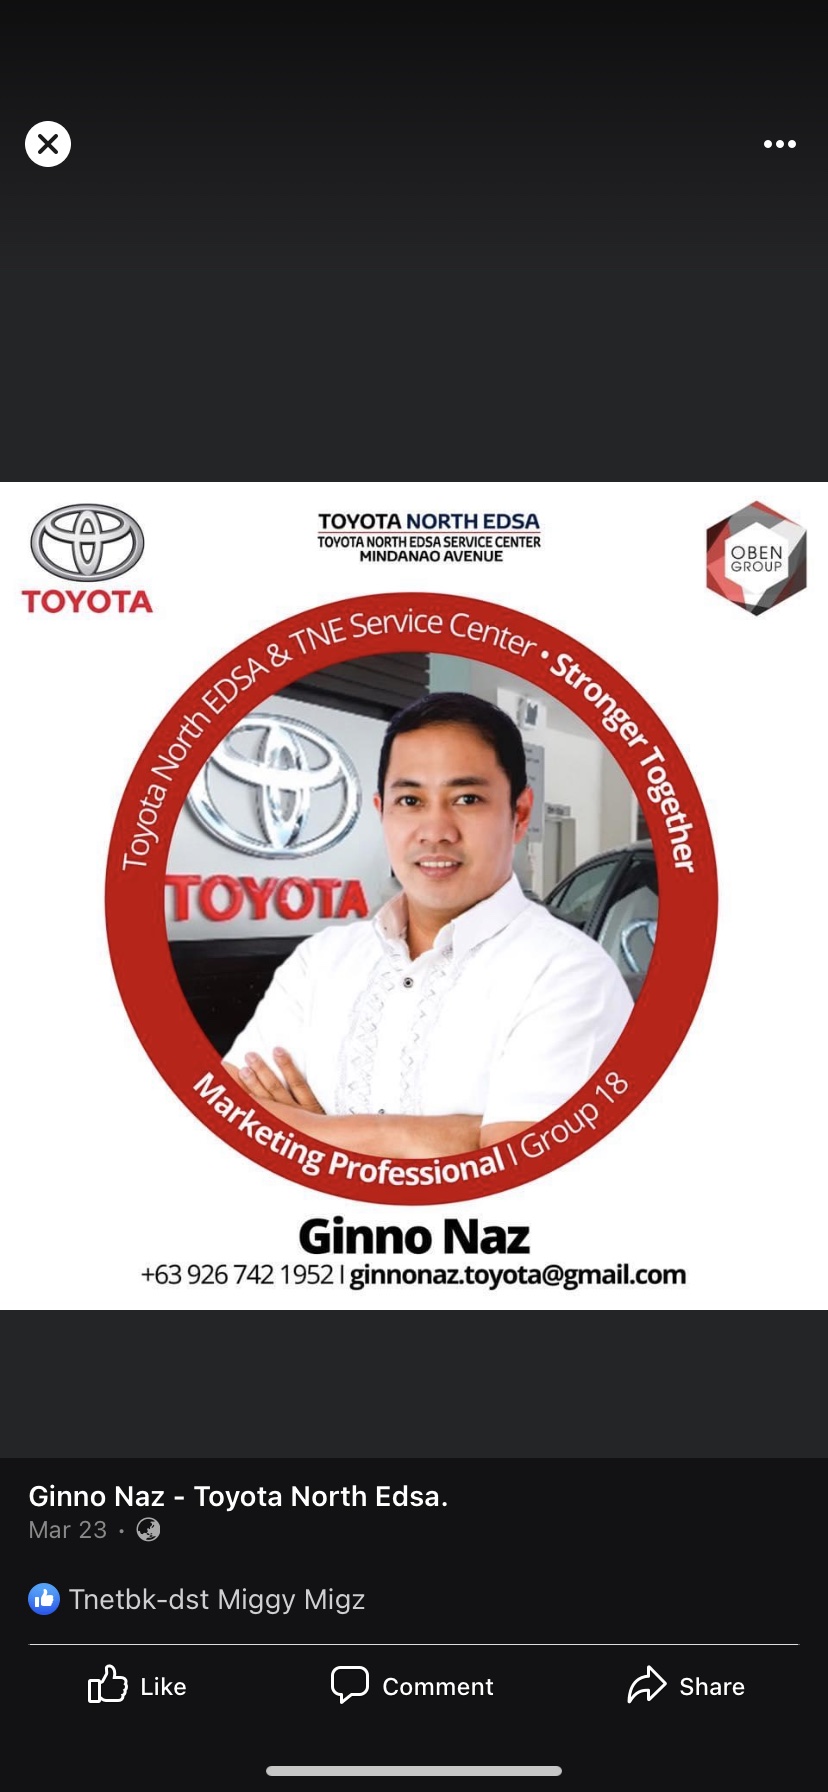 TOYOTA
TOYOTA NORTH EDSA
TOYOTA NORTH EDSA SERVICE CENTER
MINDANAO AVENUE
OBEN
GROUP
Toyota North EDSA & TNE Service Center • Stronger Together
TOYOTA
Marketing Professional | Group 18
Ginno Naz
+63 926 742 1952 | ginnonaz.toyota@gmail.com
Ginno Naz - Toyota North Edsa.
Mar 23 ·
Tnetbk-dst Miggy Migz
Like
Comment
Share